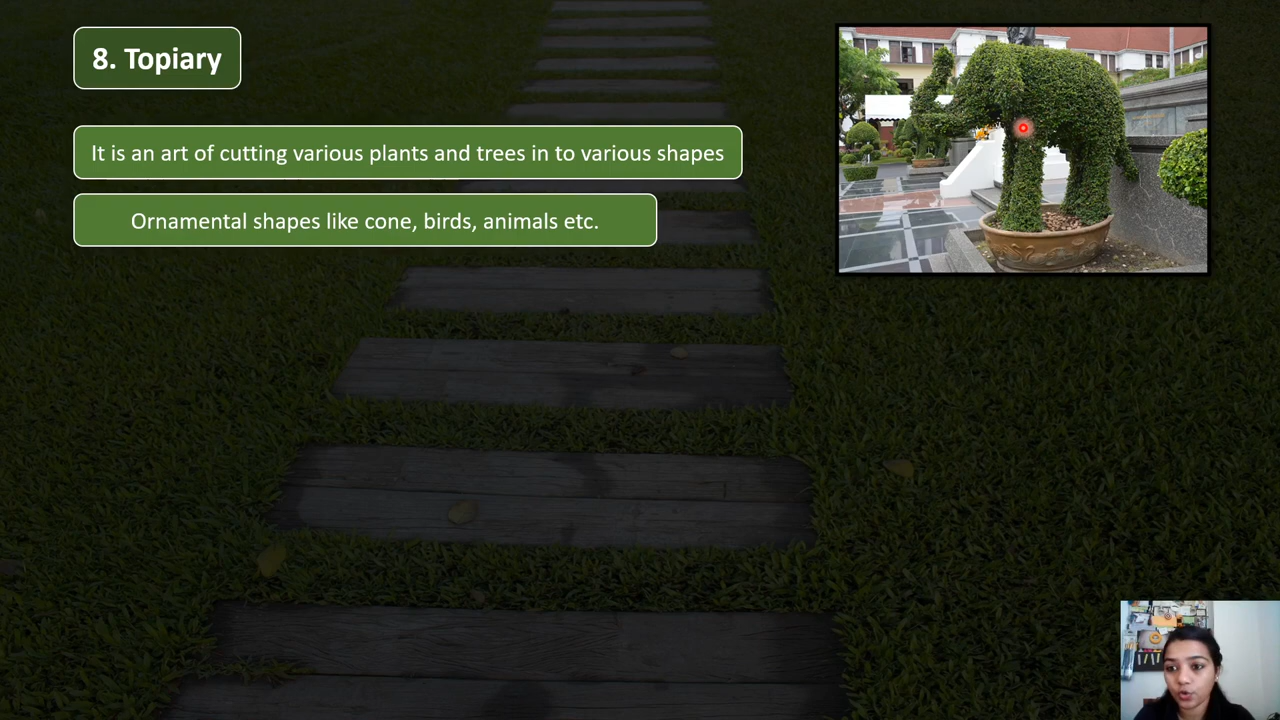 8. Topiary
It is an art of cutting various plants and trees in to various shapes
Ornamental shapes like cone, birds, animals etc.